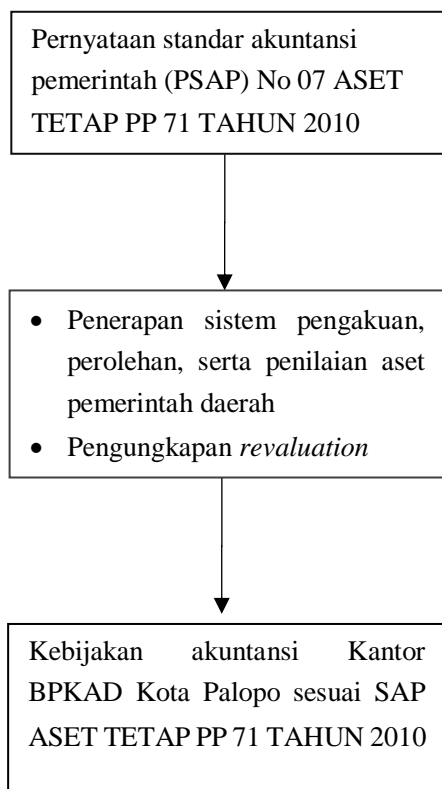 Pernyataan standar akuntansi
pemerintah (PSAP) No 07 ASET
TETAP PP 71 TAHUN 2010
• Penerapan sistem pengakuan,
perolehan, serta penilaian aset
pemerintah daerah
• Pengungkapan revaluation
Kebijakan akuntansi Kantor
BPKAD Kota Palopo sesuai SAP
ASET TETAP PP 71 TAHUN 2010